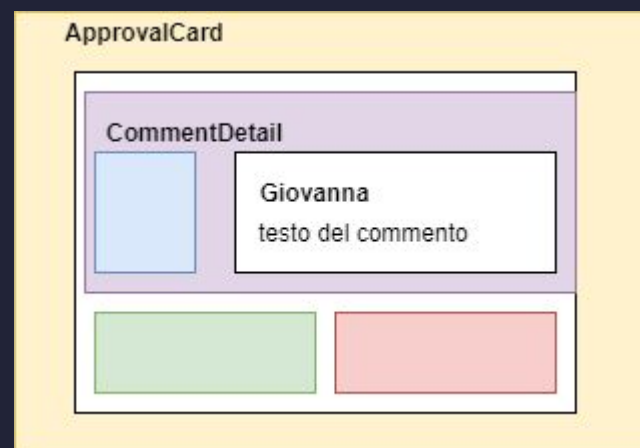 ApprovalCard
CommentDetail
Giovanna
testo del commento